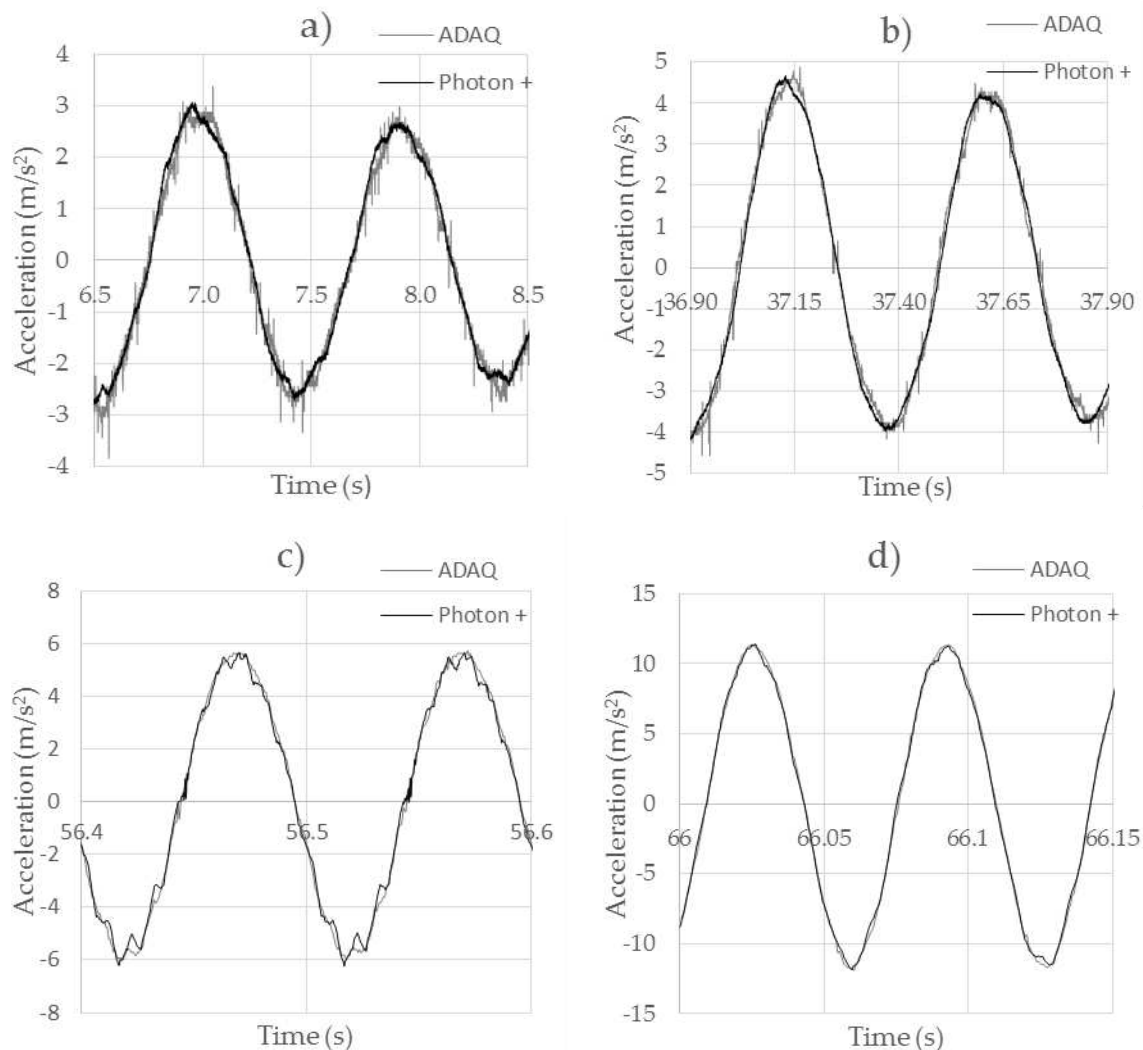 a)
ADAQ
Photon +
4
3
2
1
0
-1
-2
-3
-4
6.5 7.0 7.5 8.0 8.5
Acceleration (m/s²)
Time (s)
b)
ADAQ
Photon +
5
4
3
2
1
0
-1
-2
-3
-4
-5
36.90 37.15 37.40 37.65 37.90
Acceleration (m/s²)
Time (s)
c)
ADAQ
Photon +
8
6
4
2
0
-2
-4
-6
-8
56.4 56.5 56.6
Acceleration (m/s²)
Time (s)
d)
ADAQ
Photon +
15
10
5
0
-5
-10
-15
66 66.05 66.1 66.15
Acceleration (m/s²)
Time (s)